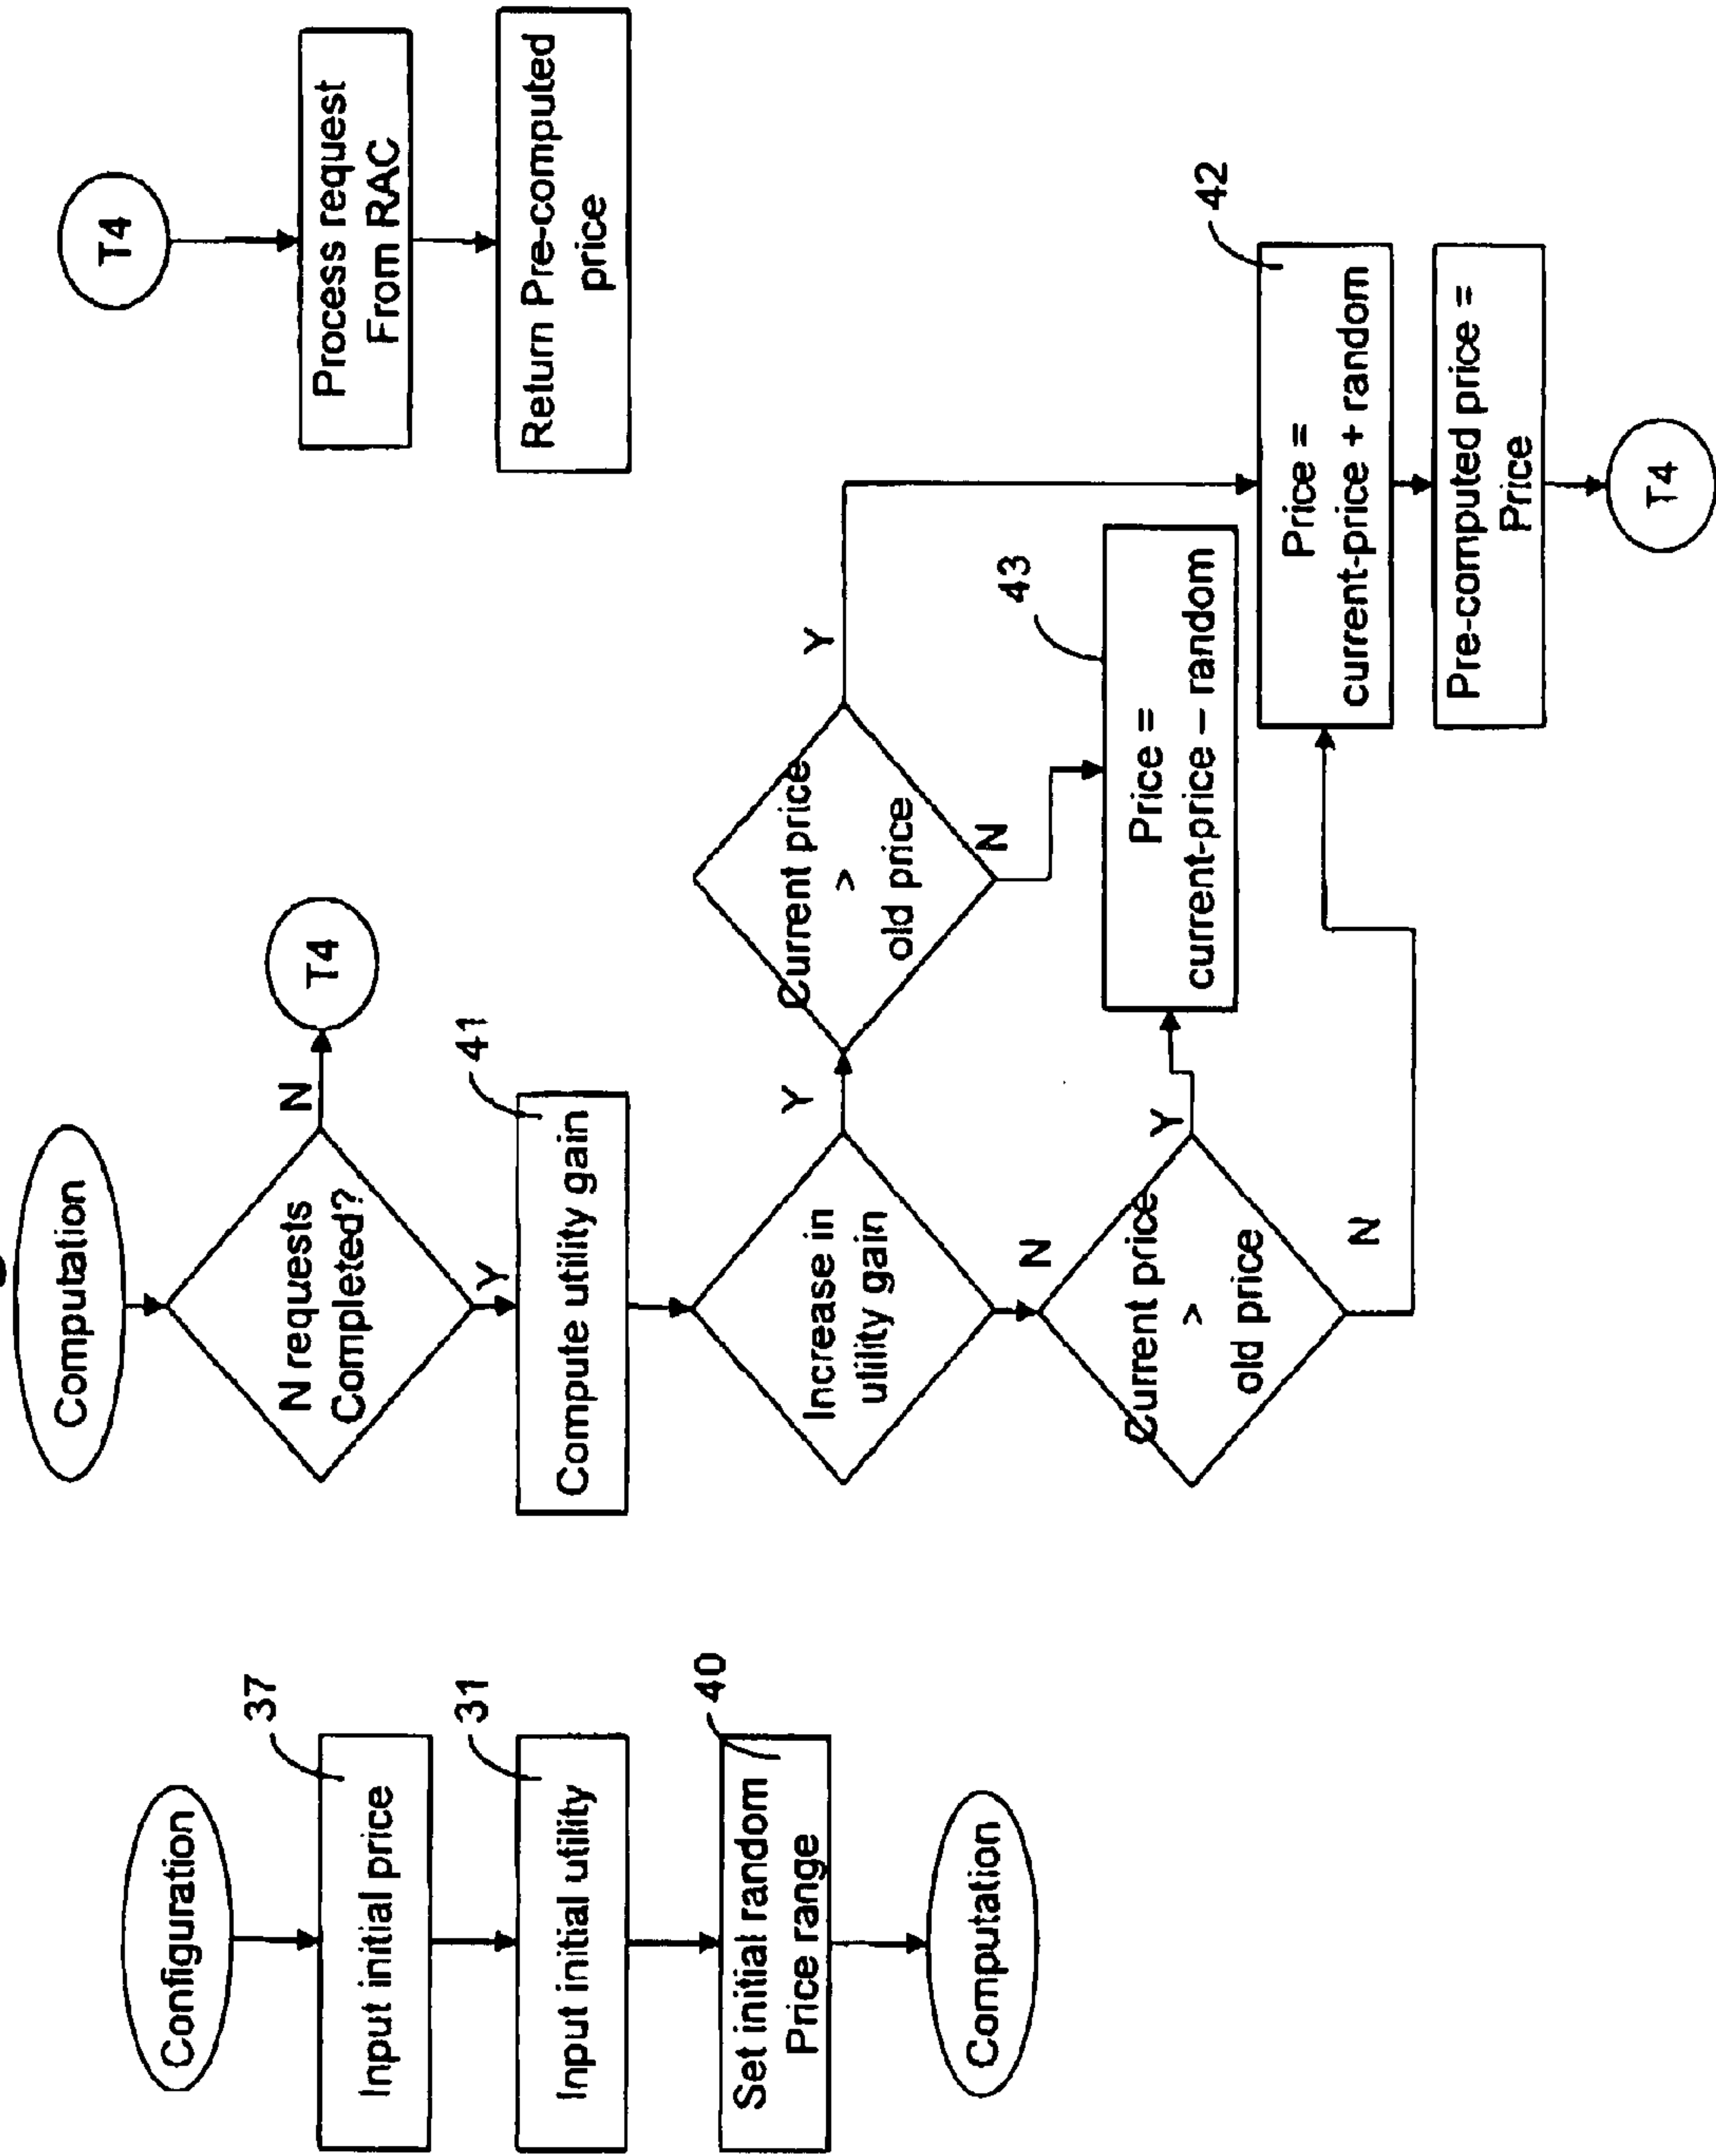 Configuration
37
Input initial price
31
Input initial utility
40
Set initial random
Price range
Computation
Computation
N requests
Completed?
N
T4
Y
41
Compute utility gain
Increase in
utility gain
Y
Current price
>
old price
Y
N
N
Current price
>
old price
Y
N
43
Price =
current-price – random
42
Price =
current-price + random
Pre-computed price =
Price
T4
T4
Process request
From RAC
Return Pre-computed
price